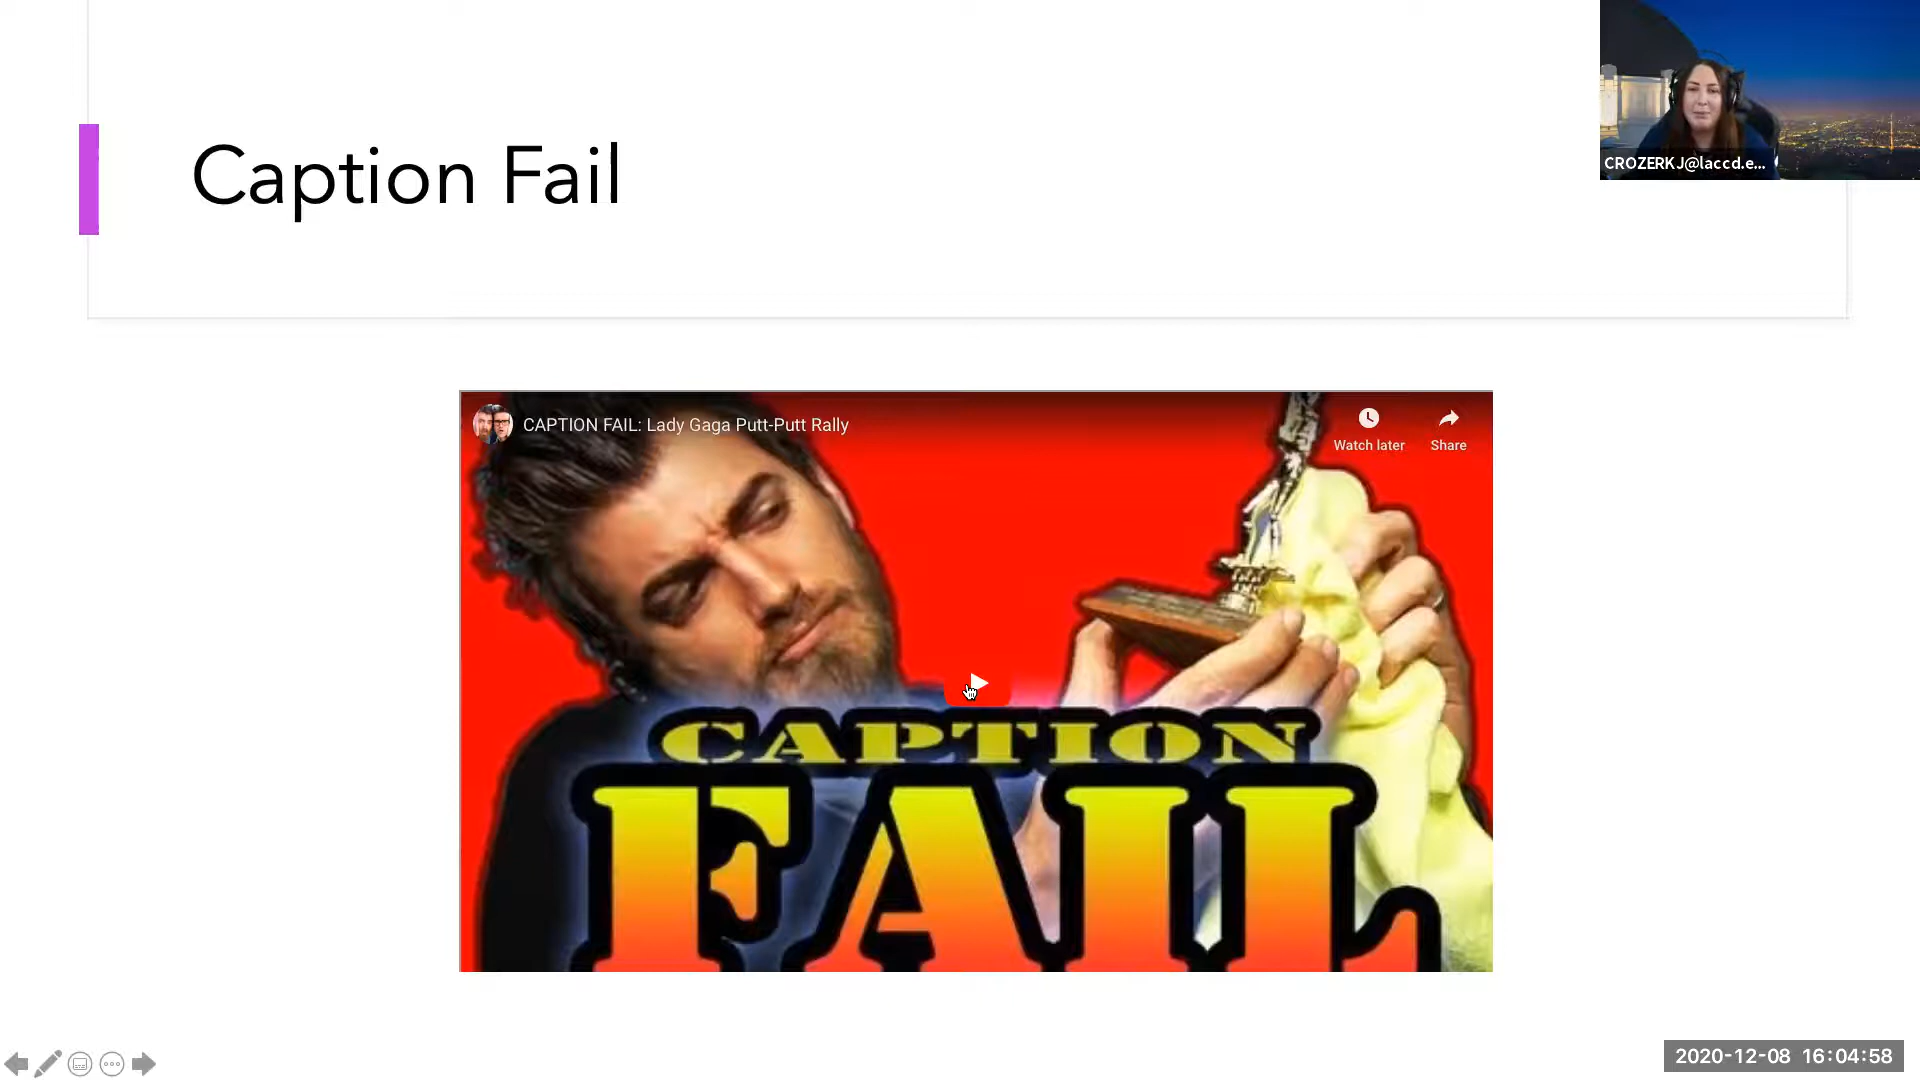 Caption Fail
CROZERKJ@laccd.e...
CAPTION FAIL: Lady Gaga Putt-Putt Rally
Watch later
Share
CAPTION
FAIL
2020-12-08 16:04:58